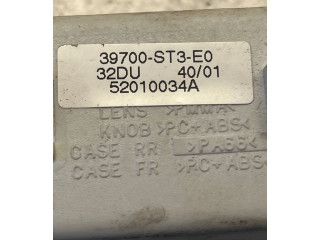 39700-ST3-E0
32DU 40/01
52010034A
LENS >PMMA<
KNOB >PC+ABS<
CASE RR >PA66<
CASE FR >PC+ABS<